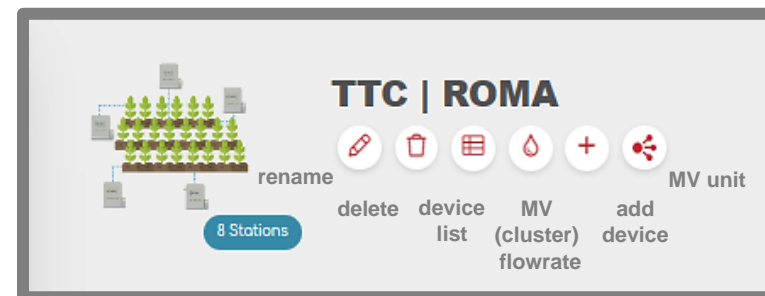 TTC | ROMA
rename
MV unit
delete
device
list
MV
(cluster)
flowrate
add
device
8 Stations